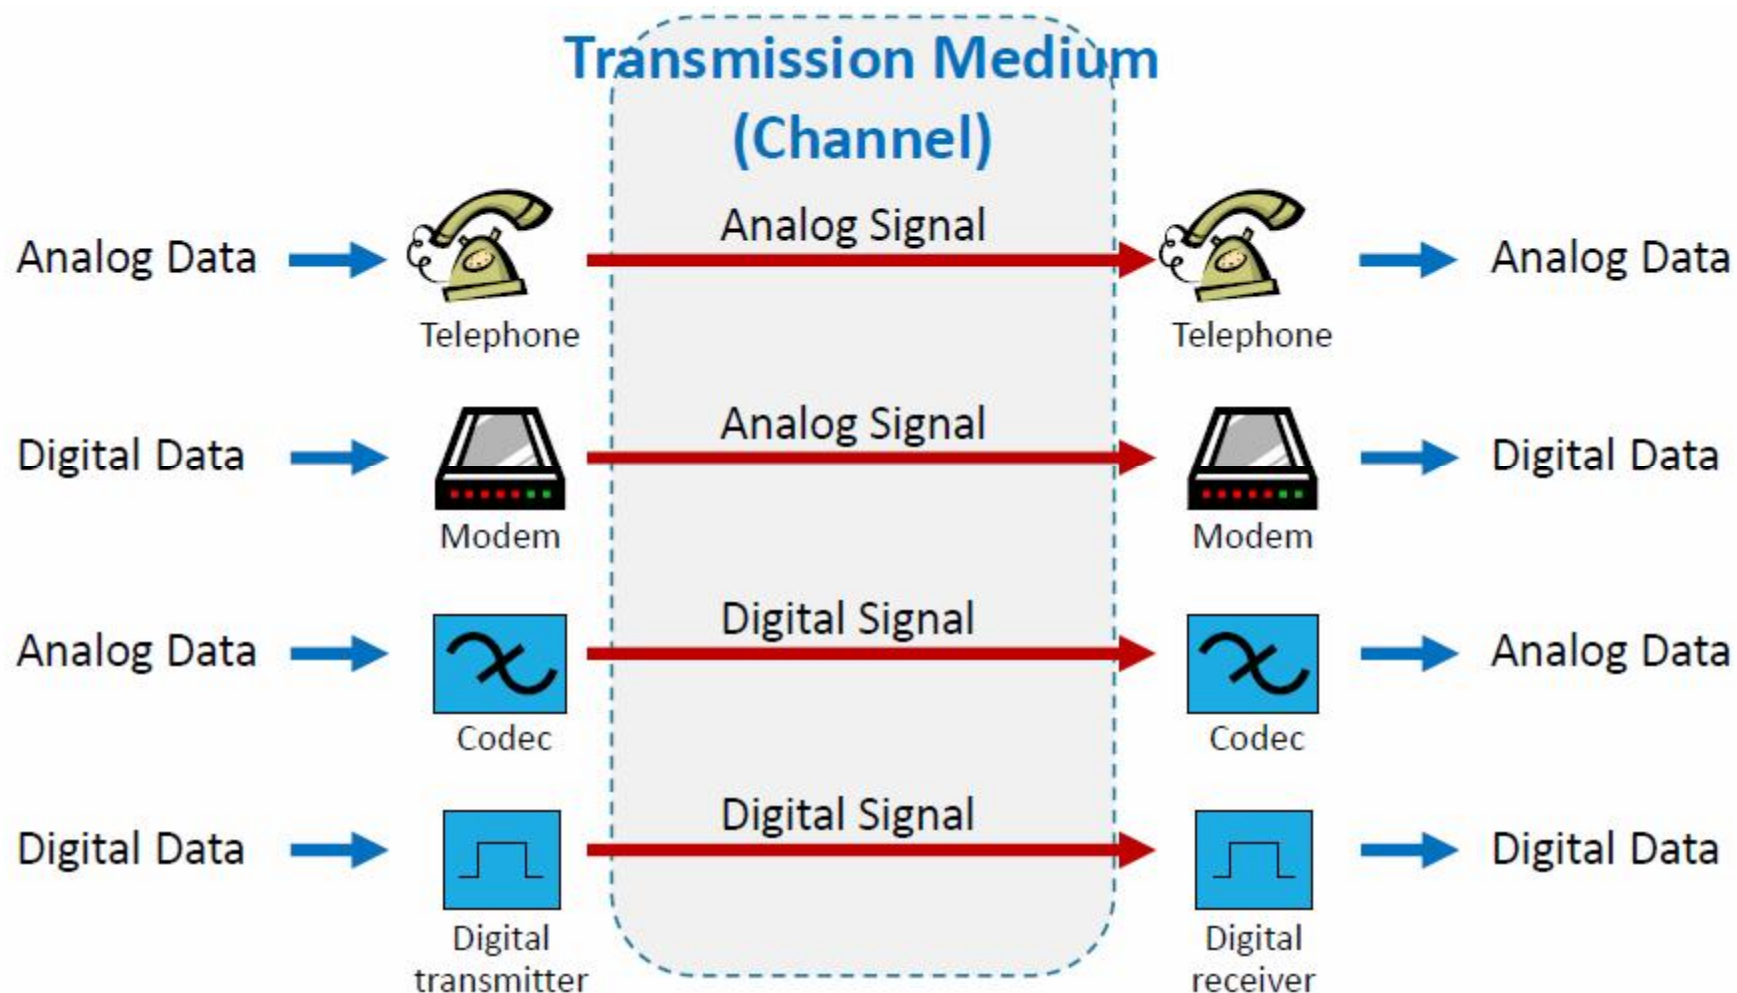 Transmission Medium
(Channel)
Analog Data
Analog Signal
Analog Data
Telephone
Telephone
Digital Data
Analog Signal
Digital Data
Modem
Modem
Analog Data
Digital Signal
Analog Data
Codec
Codec
Digital Data
Digital Signal
Digital Data
Digital
transmitter
Digital
receiver